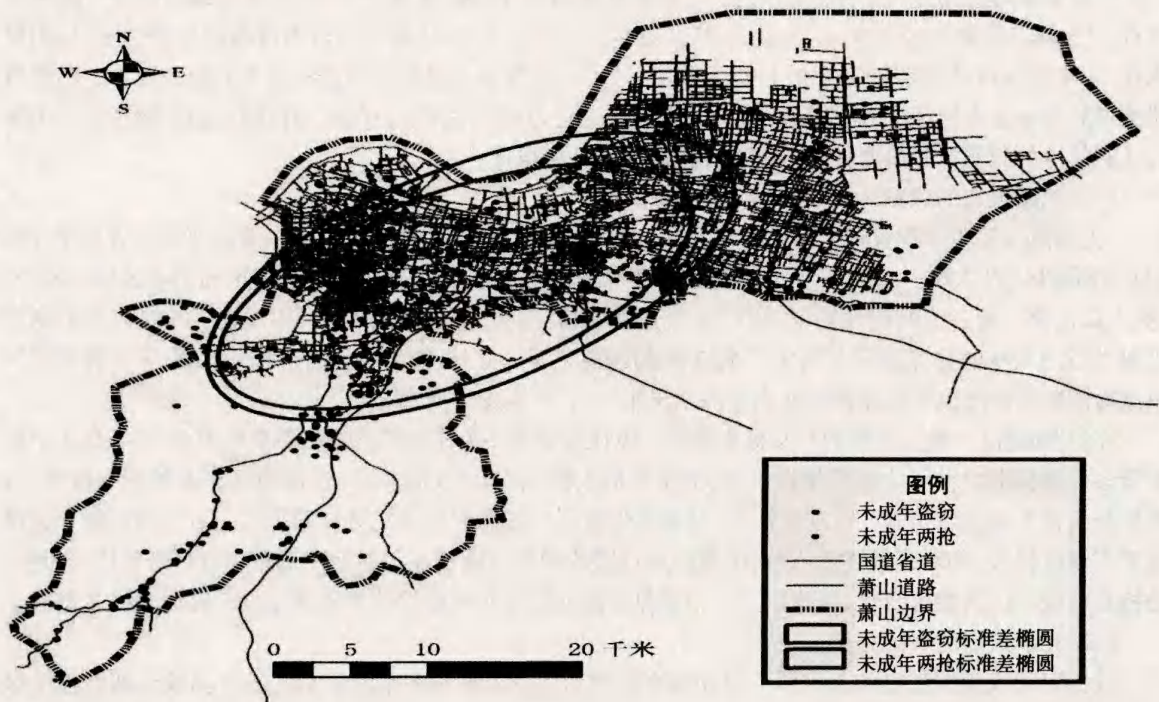 N
W E
S
图例
未成年盗窃
未成年两抢
国道省道
萧山道路
萧山边界
未成年盗窃标准差椭圆
未成年两抢标准差椭圆
0 5 10 20 千米